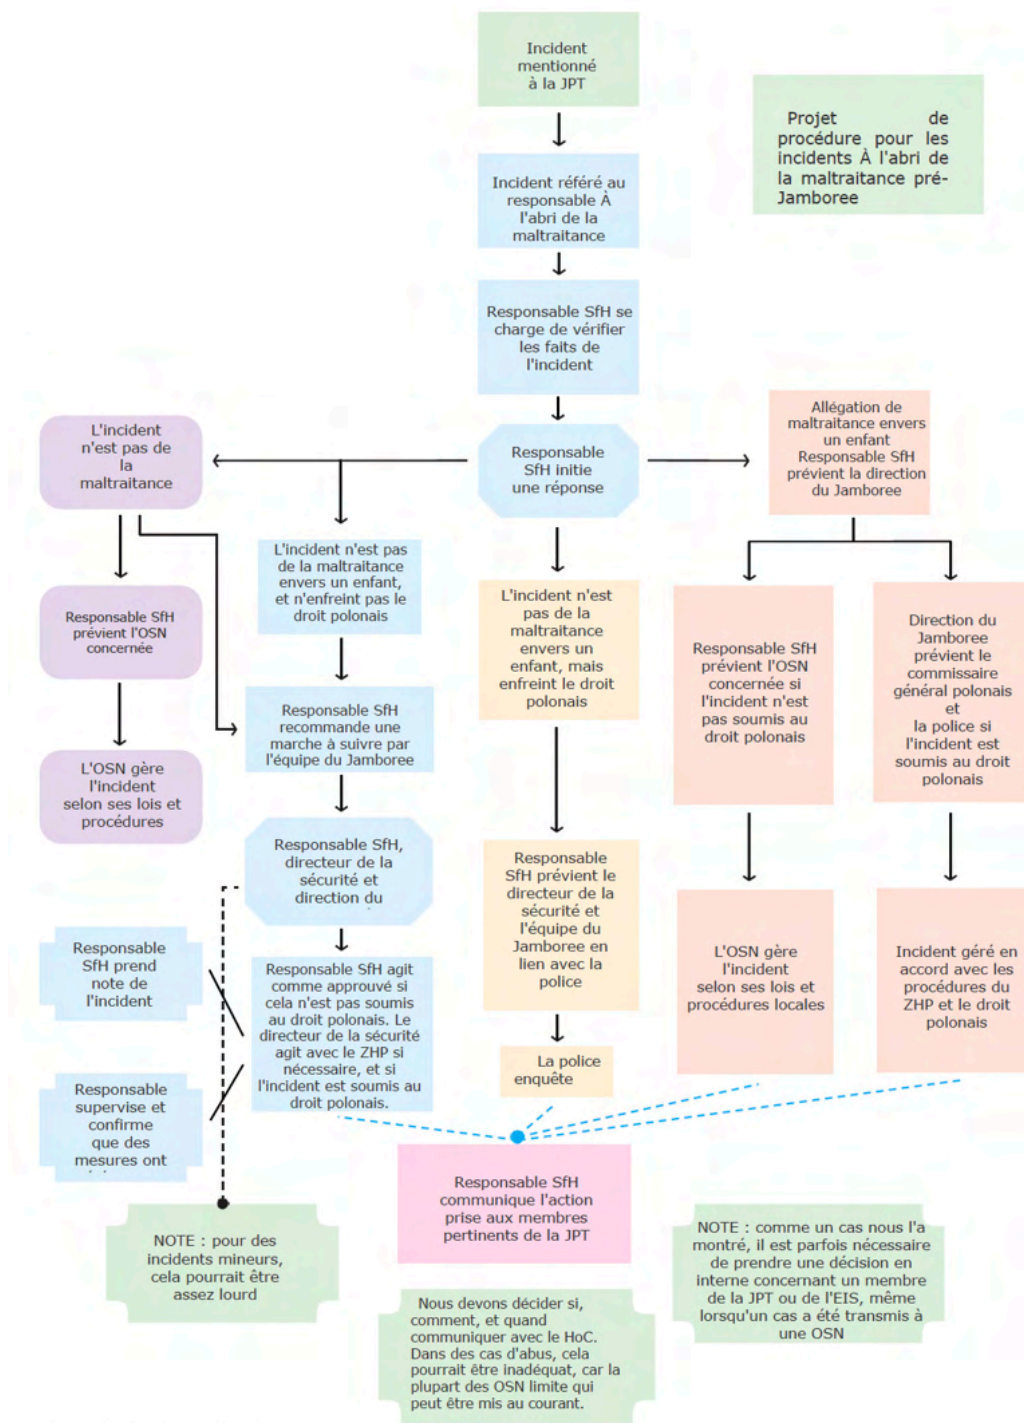 Incident
mentionné
à la JPT
Projet de
procédure pour les
incidents À l'abri de
la maltraitance pré-
Jamboree
Incident référé au
responsable À
l'abri de la
maltraitance
Responsable SfH se
charge de vérifier
les faits de
l'incident
Allégation de
maltraitance envers
un enfant
Responsable SfH
prévient la direction
du Jamboree
L'incident
n'est pas de
la
maltraitance
Responsable
SfH initie
une réponse
L'incident n'est pas
de la maltraitance
envers un enfant,
et n'enfreint pas le
droit polonais
L'incident n'est
pas de la
maltraitance
envers un
enfant, mais
enfreint le droit
polonais
Responsable SfH
prévient l'OSN
concernée
Responsable SfH
prévient l'OSN
concernée si
l'incident n'est
pas soumis au
droit polonais
Direction du
Jamboree
prévient le
commissaire
général polonais
et
la police si
l'incident est
soumis au droit
polonais
Responsable SfH
recommande une
marche à suivre par
l'équipe du Jamboree
L'OSN gère
l'incident
selon ses lois et
procédures
Responsable SfH,
directeur de la
sécurité et
direction du
Responsable
SfH prévient le
directeur de la
sécurité et
l'équipe du
Jamboree en
lien avec la
police
Responsable
SfH prend
note de
l'incident
Responsable SfH agit
comme approuvé si
cela n'est pas soumis
au droit polonais. Le
directeur de la sécurité
agit avec le ZHP si
nécessaire, et si
l'incident est soumis au
droit polonais.
L'OSN gère
l'incident
selon ses lois et
procédures locales
Incident géré en
accord avec les
procédures du
ZHP et le droit
polonais
La police
enquête
Responsable
supervise et
confirme
que des
mesures ont
Responsable SfH
communique l'action
prise aux membres
pertinents de la JPT
NOTE : pour des
incidents mineurs,
cela pourrait être
assez lourd
NOTE : comme un cas nous l'a
montré, il est parfois nécessaire
de prendre une décision en
interne concernant un membre
de la JPT ou de l'EIS, même
lorsqu'un cas a été transmis à
une OSN
Nous devons décider si,
comment, et quand
communiquer avec le HoC.
Dans des cas d'abus, cela
pourrait être inadéquat, car la
plupart des OSN limite qui
peut être mis au courant.